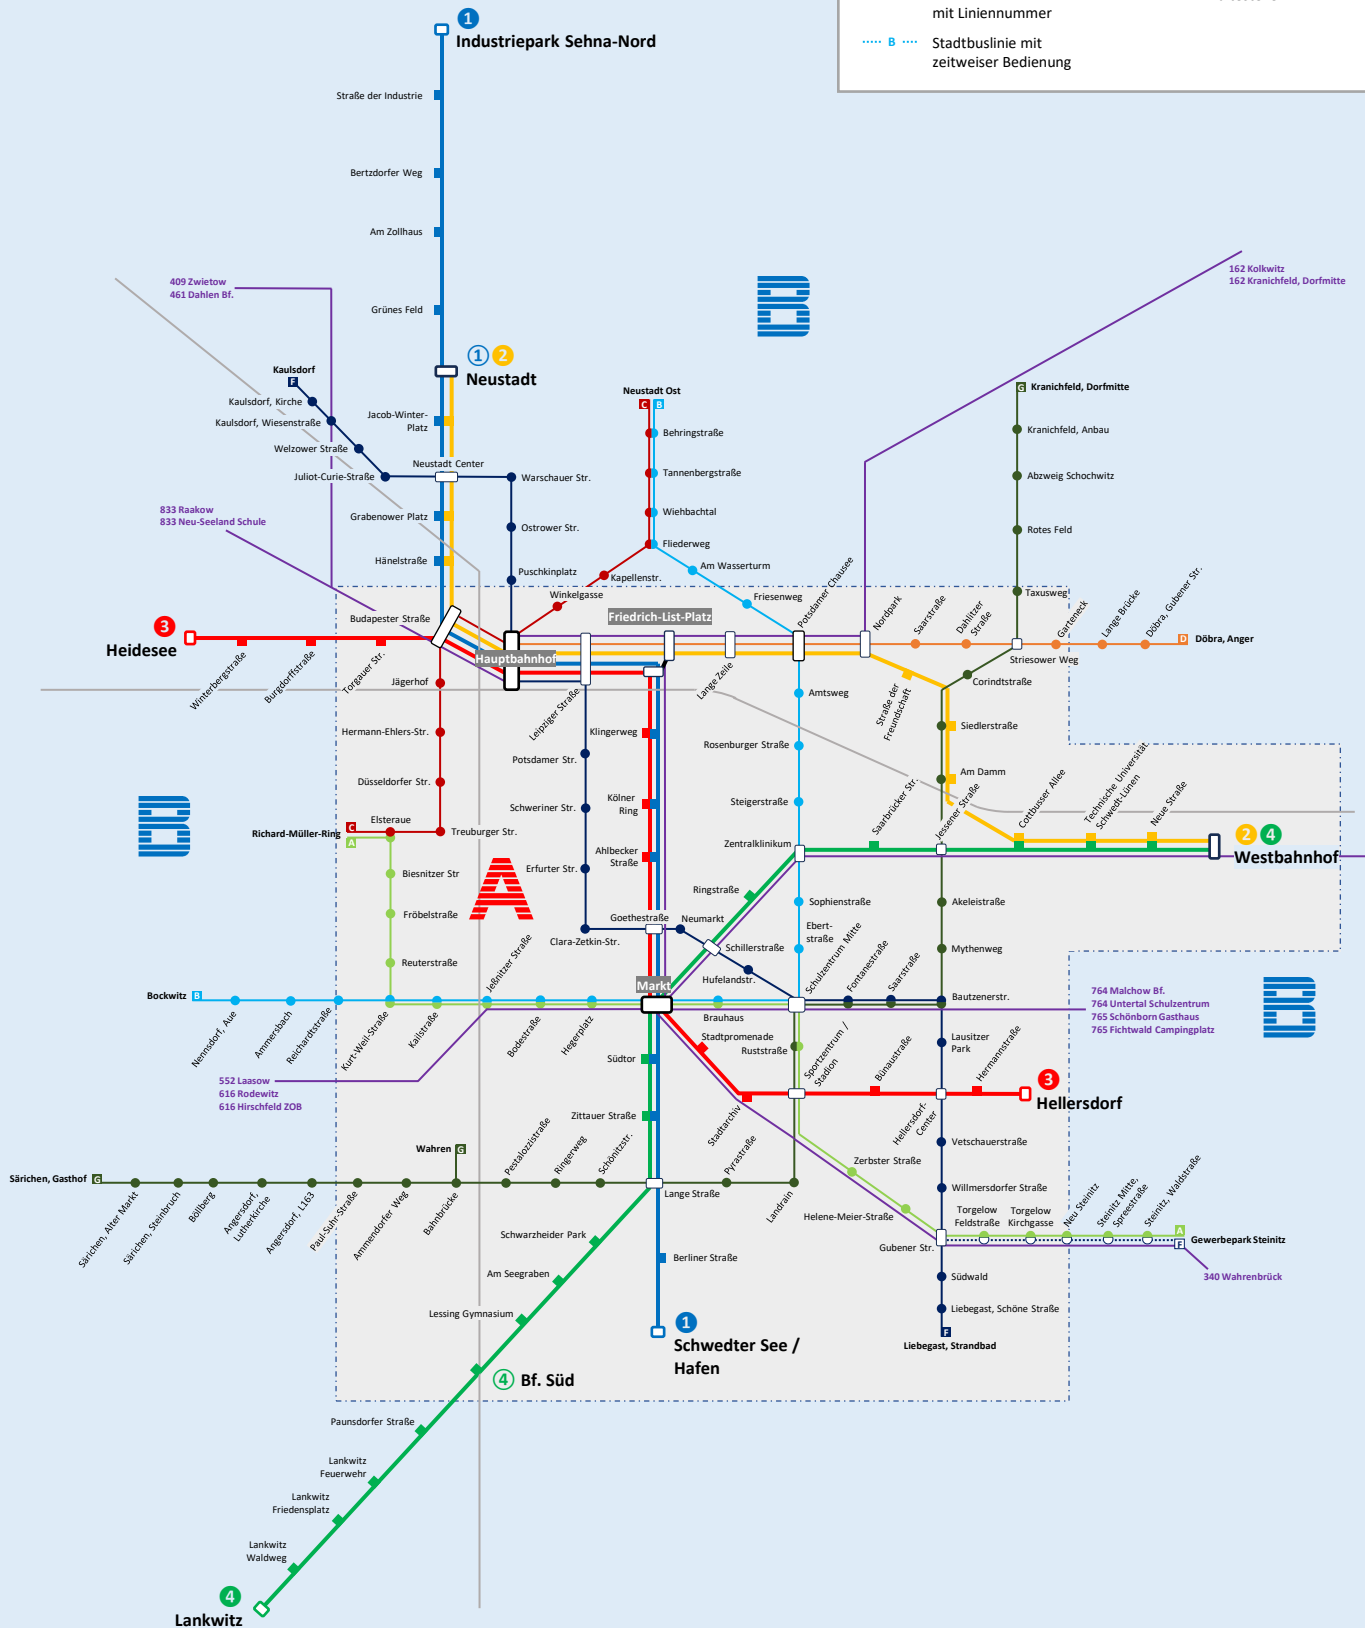 mit Liniennummer
B
Stadtbuslinie mit
zeitweiser Bedienung
1
Industriepark Sehna-Nord
Straße der Industrie
Bertzdorfer Weg
Am Zollhaus
Grünes Feld
409 Zwietow
461 Dahlen Bf.
B
162 Kolkwitz
162 Kranichfeld, Dorfmitte
1 2
Neustadt
Kaulsdorf
F
Kaulsdorf, Kirche
Kaulsdorf, Wiesenstraße
Welzower Straße
Juliot-Curie-Straße
Jacob-Winter-
Platz
Neustadt Center
Warschauer Str.
Grabenower Platz
Ostrower Str.
Hänelstraße
Puschkinplatz
Neustadt Ost
C B
Behringstraße
Tannenbergstraße
Wiehbachtal
Fliederweg
Kapellenstr.
Winkelgasse
Am Wasserturm
Friesenweg
G
Kranichfeld, Dorfmitte
Kranichfeld, Anbau
Abzweig Schochwitz
Rotes Feld
Taxusweg
833 Raakow
833 Neu-Seeland Schule
3
Heidesee
Winterbergstraße
Burgdorffstraße
Torgauer Str.
Budapester Straße
Hauptbahnhof
Friedrich-List-Platz
Leipziger Straße
Lange Zeile
Potsdamer Chausee
Nordpark
Saarstraße
Dahlitzer
Straße
Striesower Weg
Garteneck
Lange Brücke
Döbra, Gubener Str.
D
Döbra, Anger
Jägerhof
Hermann-Ehlers-Str.
Düsseldorfer Str.
Treuburger Str.
Elsteraue
Richard-Müller-Ring
C
A
Biesnitzer Str
Fröbelstraße
Reuterstraße
B
A
Potsdamer Str.
Schweriner Str.
Erfurter Str.
Clara-Zetkin-Str.
Klingerweg
Kölner
Ring
Ahlbecker
Straße
Goethestraße
Neumarkt
Schillerstraße
Hufelandstr.
Amtsweg
Rosenburger Straße
Steigerstraße
Zentralklinikum
Ringstraße
Sophienstraße
Ebert-
straße
Straße der
Freundschaft
Corindtstraße
Siedlerstraße
Am Damm
Saarbrücker Str.
Jessener Straße
Cottbusser Allee
Technische Universität
Schwedt-Lünen
Neue Straße
2 4
Westbahnhof
Akeleistraße
Mythenweg
Bautzenerstr.
Schulzentrum Mitte
Fontanestraße
Saarstraße
Bockwitz
B
Nennsdorf, Aue
Ammersbach
Reichardtstraße
Kurt-Weil-Straße
Kailstraße
Jeßnitzer Straße
Bodestraße
Hegerplatz
Markt
Brauhaus
764 Malchow Bf.
764 Untertal Schulzentrum
765 Schönborn Gasthaus
765 Fichtwald Campingplatz
B
552 Laasow
616 Rodewitz
616 Hirschfeld ZOB
Südtor
Zittauer Straße
Stadtpromenade
Ruststraße
Stadtarchiv
Sportzentrum /
Stadion
Bünaustraße
Lausitzer
Park
Hermannstraße
3
Hellersdorf
Hellersdorf-
Center
Vetschauerstraße
Willmersdorfer Straße
Zerbster Straße
Helene-Meier-Straße
Gubener Str.
Torgelow
Feldstraße
Torgelow
Kirchgasse
Neu Steinitz
Steinitz Mitte,
Spreestraße
Steinitz, Waldstraße
A
F
Gewerbepark Steinitz
340 Wahrenbrück
Südwald
Liebegast, Schöne Straße
F
Liebegast, Strandbad
Särichen, Gasthof
G
Särichen, Alter Markt
Särichen, Steinbruch
Böllberg
Angersdorf,
Lutherkirche
Angersdorf, L163
Paul-Suhr-Straße
Ammendorfer Weg
Wahren
G
Bahnbrücke
Pestalozzistraße
Ringerweg
Schönitzstr.
Lange Straße
Pyrastraße
Landrain
Schwarzheider Park
Am Seegraben
Lessing Gymnasium
Berliner Straße
1
Schwedter See /
Hafen
4 Bf. Süd
Paunsdorfer Straße
Lankwitz
Feuerwehr
Lankwitz
Friedensplatz
Lankwitz
Waldweg
4
Lankwitz